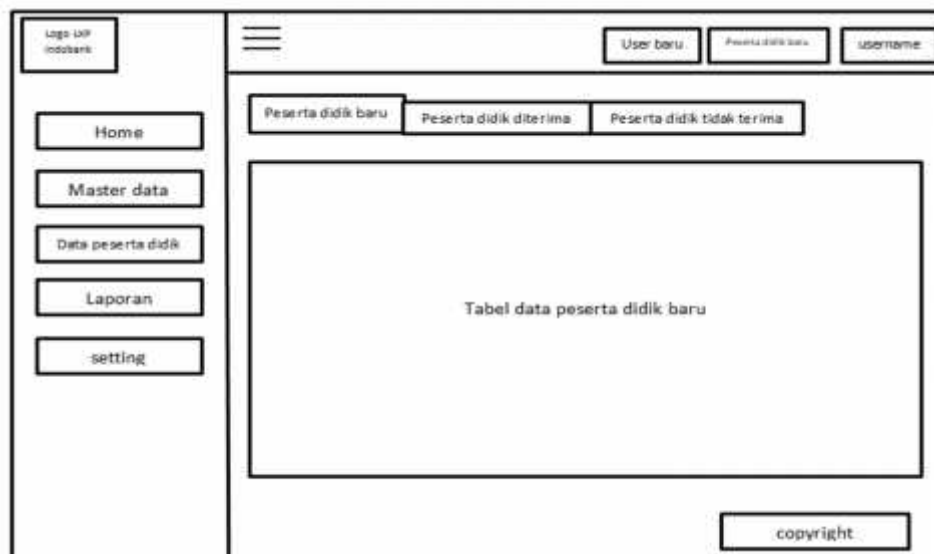 Logo LKP
Indobank
User baru
Peserta didik baru
username
Home
Master data
Data peserta didik
Laporan
setting
Peserta didik baru
Peserta didik diterima
Peserta didik tidak terima
Tabel data peserta didik baru
copyright